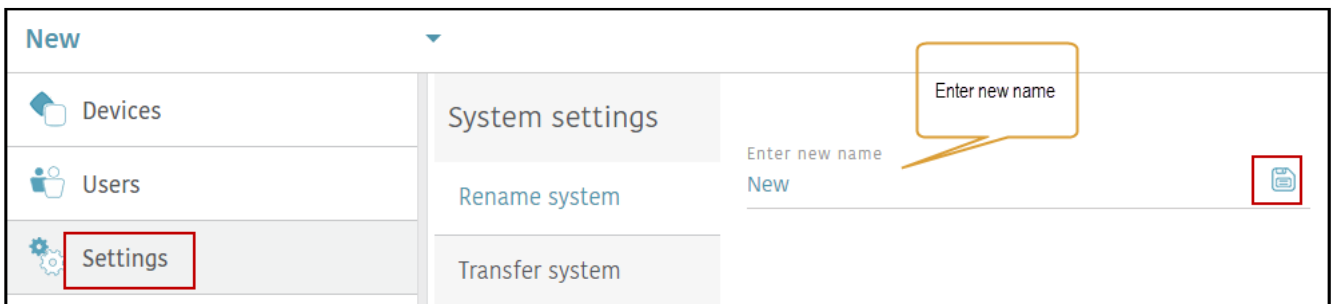 New
Devices
Users
Settings
System settings
Rename system
Transfer system
Enter new name
Enter new name
New